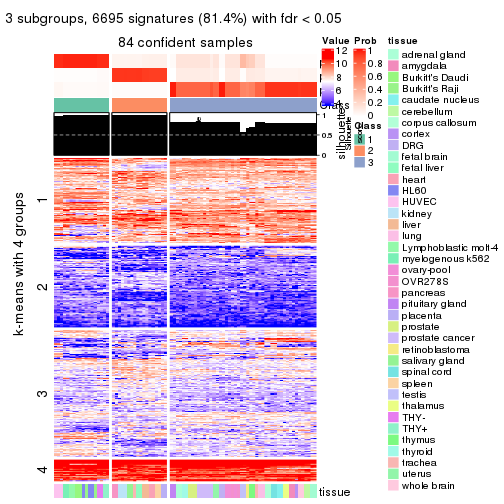 3 subgroups, 6695 signatures (81.4%) with fdr < 0.05
84 confident samples
k-means with 4 groups
1
2
3
4
1
0.5
0
silhouette
Class
tissue
Value
12
10
8
6
Prob
1
0.8
0.6
0.4
0.2
0
Class
1
2
3
tissue
adrenal gland
amygdala
Burkitt's Daudi
Burkitt's Raji
caudate nucleus
cerebellum
corpus callosum
cortex
DRG
fetal brain
fetal liver
heart
HL60
HUVEC
kidney
liver
lung
Lymphoblastic molt-4
myelogenous k562
ovary-pool
OVR278S
pancreas
pituitary gland
placenta
prostate
prostate cancer
retinoblastoma
salivary gland
spinal cord
spleen
testis
thalamus
THY-
THY+
thymus
thyroid
trachea
uterus
whole brain